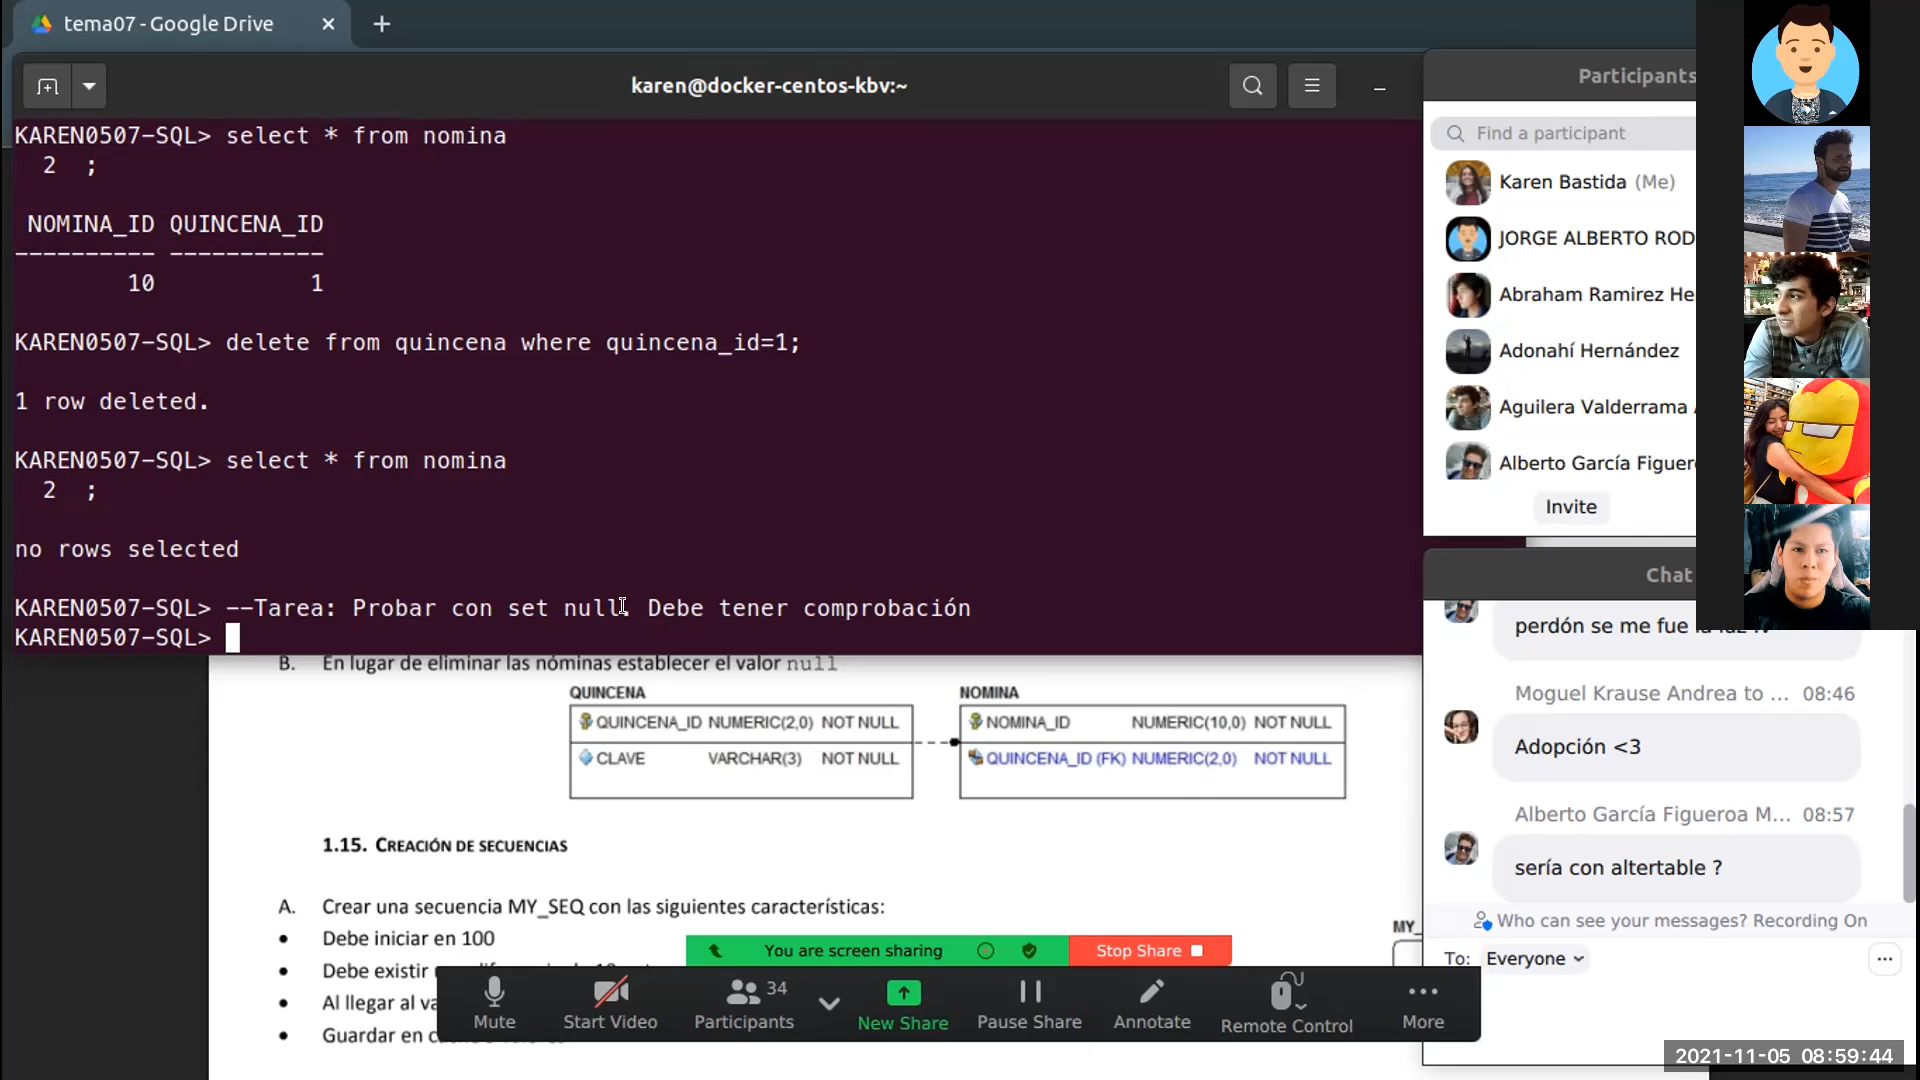 tema07 - Google Drive
karen@docker-centos-kbv:~
KAREN0507-SQL> select * from nomina
2 ;
NOMINA_ID QUINCENA_ID
---------- -----------
10 1
KAREN0507-SQL> delete from quincena where quincena_id=1;
1 row deleted.
KAREN0507-SQL> select * from nomina
2 ;
no rows selected
KAREN0507-SQL> --Tarea: Probar con set null. Debe tener comprobación
KAREN0507-SQL>
B. En lugar de eliminar las nóminas establecer el valor null
QUINCENA
QUINCENA_ID NUMERIC(2,0) NOT NULL
CLAVE VARCHAR(3) NOT NULL
NOMINA
NOMINA_ID NUMERIC(10,0) NOT NULL
QUINCENA_ID (FK) NUMERIC(2,0) NOT NULL
1.15. CREACIÓN DE SECUENCIAS
A. Crear una secuencia MY_SEQ con las siguientes características:
• Debe iniciar en 100
• Debe existir
• Al llegar al
• Guardar en
MY_
You are screen sharing
Stop Share
Mute
Start Video
Participants
34
New Share
Pause Share
Annotate
Remote Control
More
Participants
Find a participant
Karen Bastida (Me)
JORGE ALBERTO ROD
Abraham Ramirez He
Adonahí Hernández
Aguilera Valderrama
Alberto García Figuer
Invite
Chat
perdón se me fue
Moguel Krause Andrea to ... 08:46
Adopción <3
Alberto García Figueroa M... 08:57
sería con altertable ?
Who can see your messages? Recording On
To: Everyone
2021-11-05 08:59:44